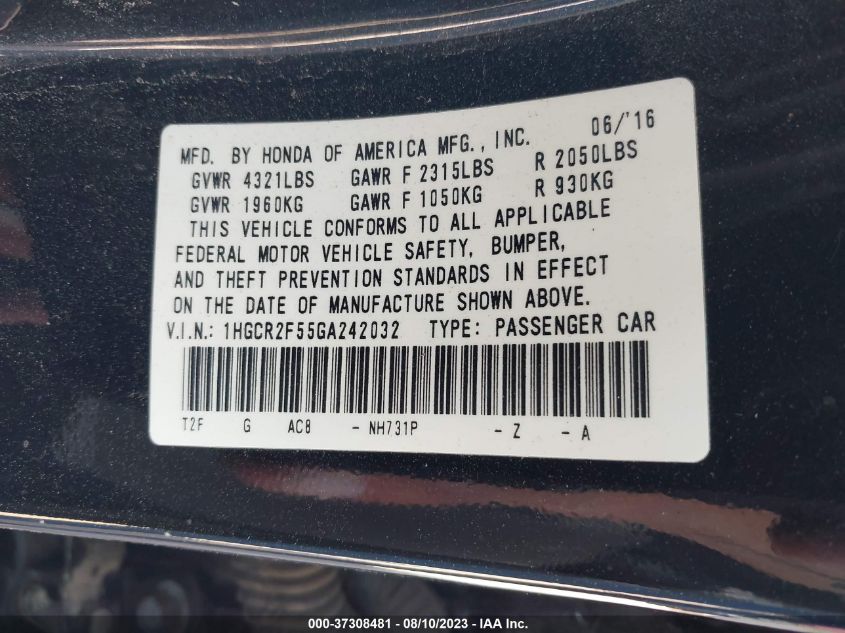 06/'16
MFD. BY HONDA OF AMERICA MFG., INC.
GVWR 4321LBS GAWR F 2315LBS R 2050LBS
GVWR 1960KG GAWR F 1050KG R 930KG
THIS VEHICLE CONFORMS TO ALL APPLICABLE
FEDERAL MOTOR VEHICLE SAFETY, BUMPER,
AND THEFT PREVENTION STANDARDS IN EFFECT
ON THE DATE OF MANUFACTURE SHOWN ABOVE.
V.I.N.: 1HGCR2F55GA242032 TYPE: PASSENGER CAR
T2F G AC8 - NH731P - Z - A
000-37308481 - 08/10/2023 - IAA Inc.